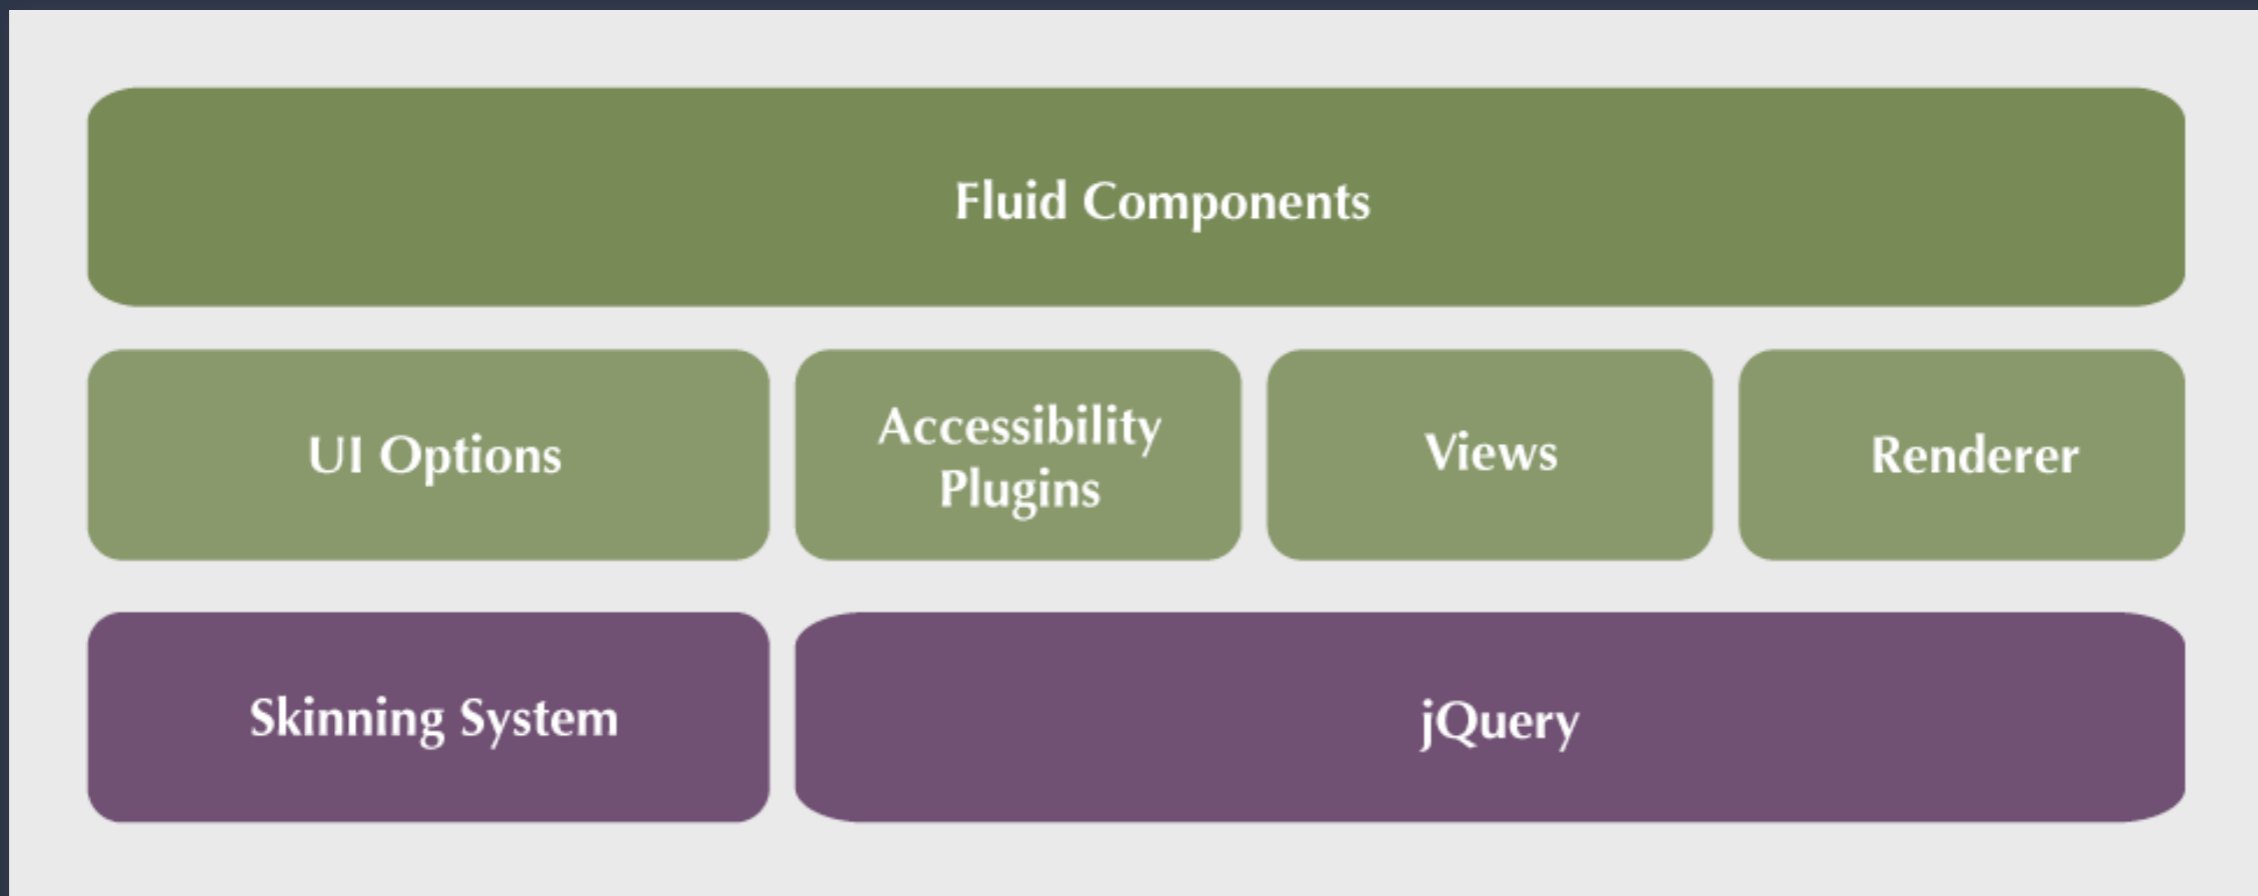 Fluid Components
UI Options
Accessibility
Plugins
Views
Renderer
Skinning System
jQuery